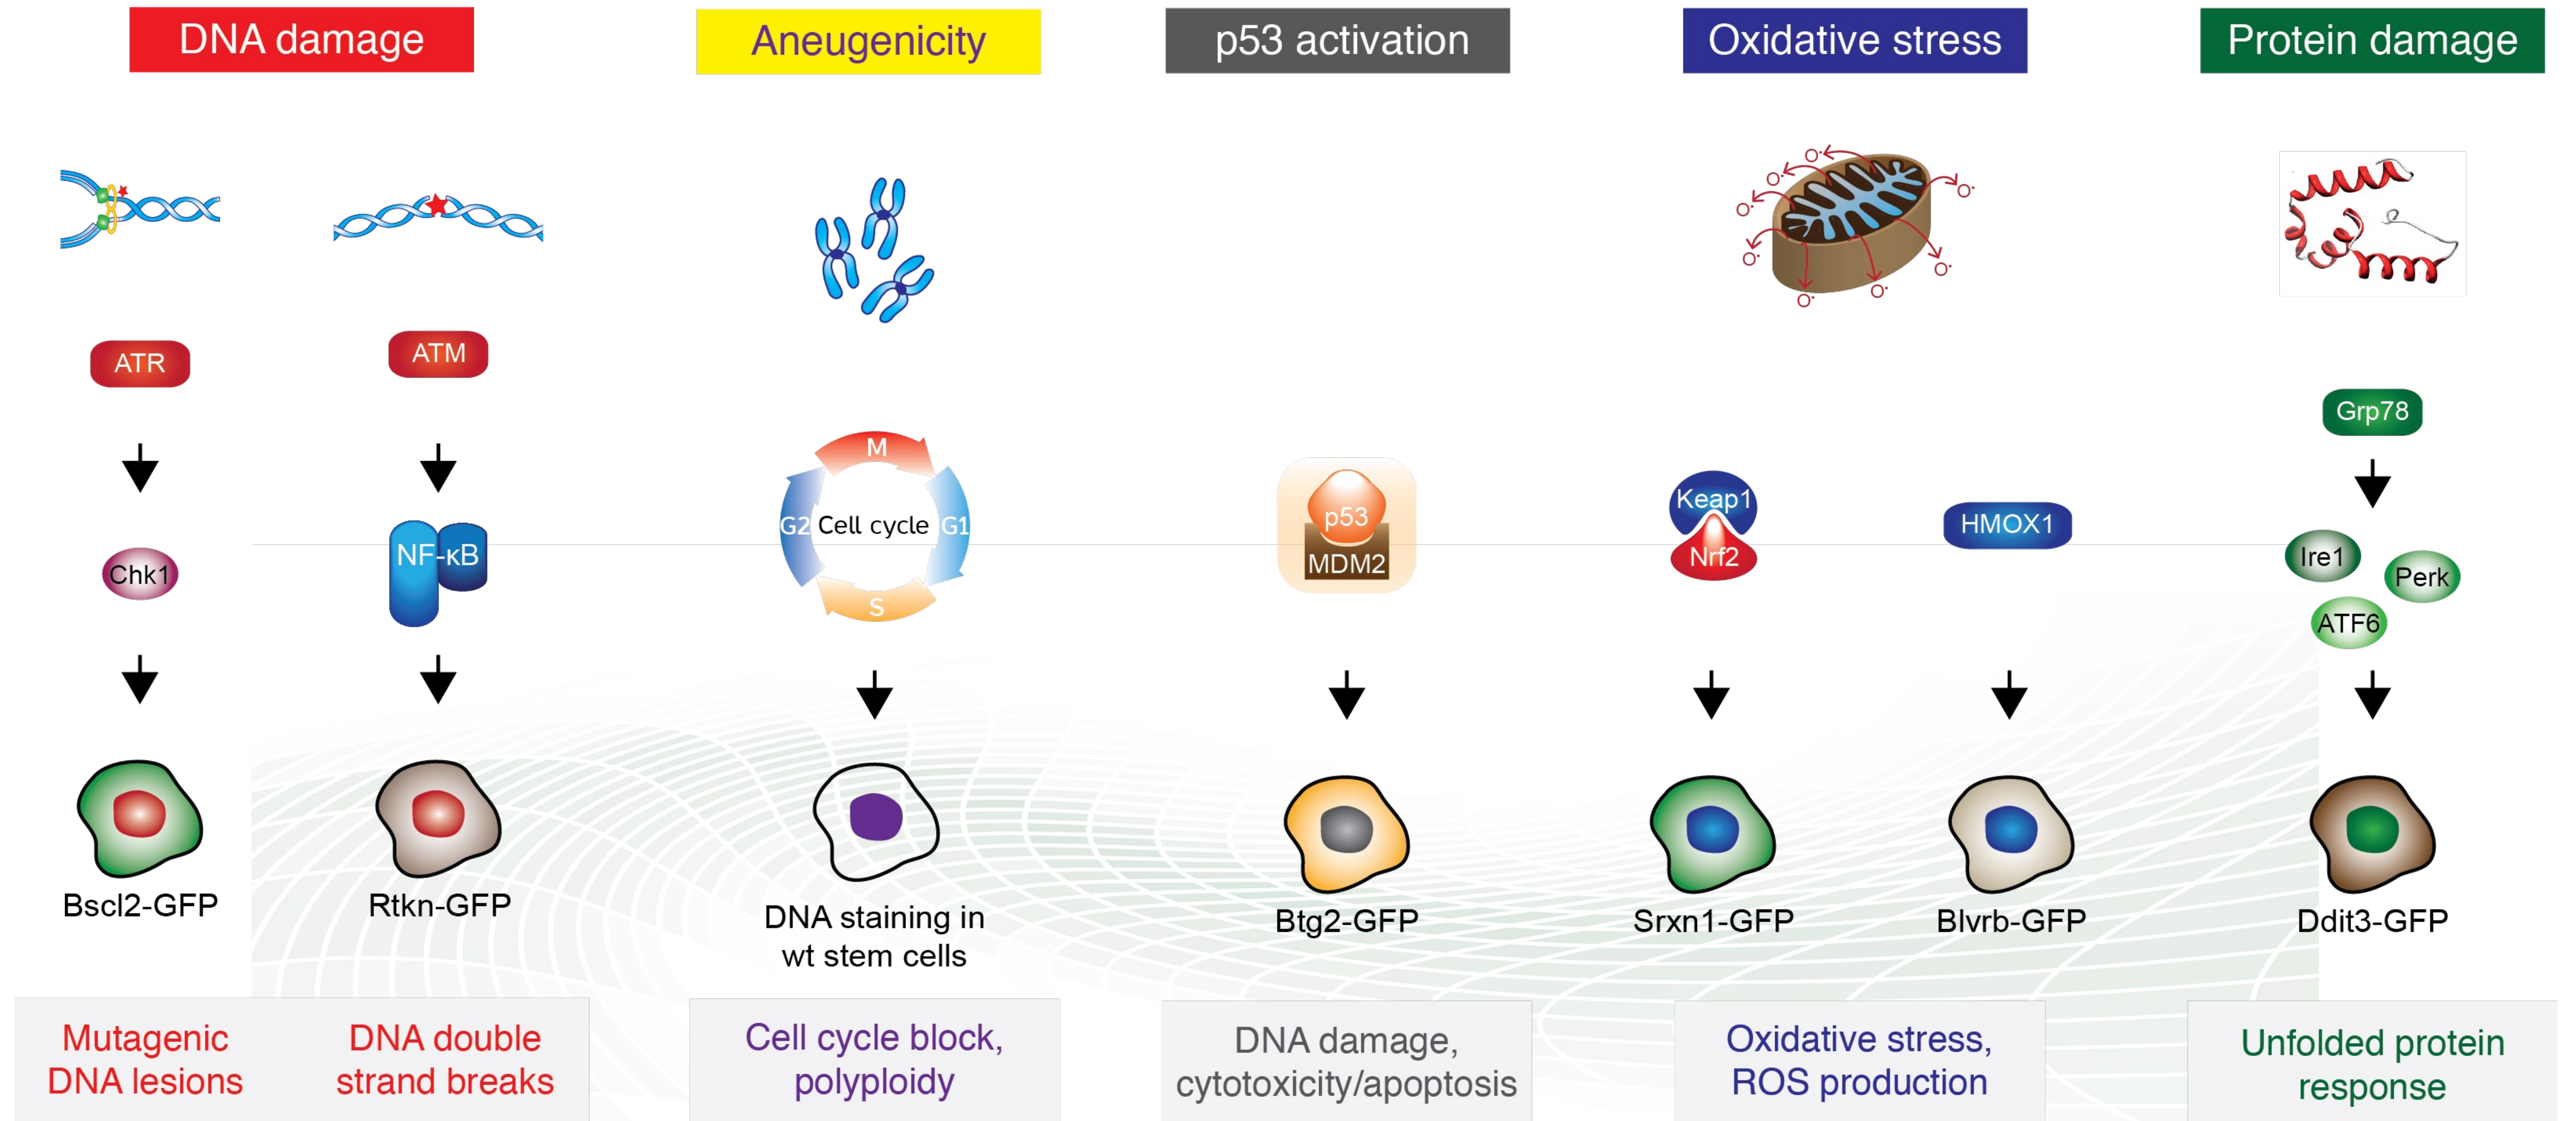 DNA damage
Aneugenicity
p53 activation
Oxidative stress
Protein damage
O·
O·
O·
O·
O·
O·
O·
O·
O·
ATR
ATM
Grp78
M
G2
Cell cycle
G1
S
Chk1
NF-κB
p53
MDM2
Keap1
Nrf2
HMOX1
Ire1
Perk
ATF6
Bscl2-GFP
Rtkn-GFP
DNA staining in
wt stem cells
Btg2-GFP
Srxn1-GFP
Blvrb-GFP
Ddit3-GFP
Mutagenic
DNA lesions
DNA double
strand breaks
Cell cycle block,
polyploidy
DNA damage,
cytotoxicity/apoptosis
Oxidative stress,
ROS production
Unfolded protein
response